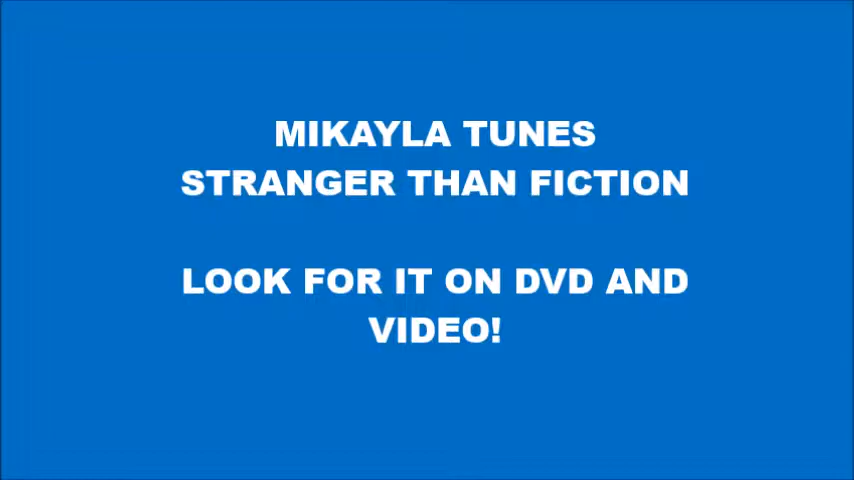 MIKAYLA TUNES
STRANGER THAN FICTION
LOOK FOR IT ON DVD AND
VIDEO!